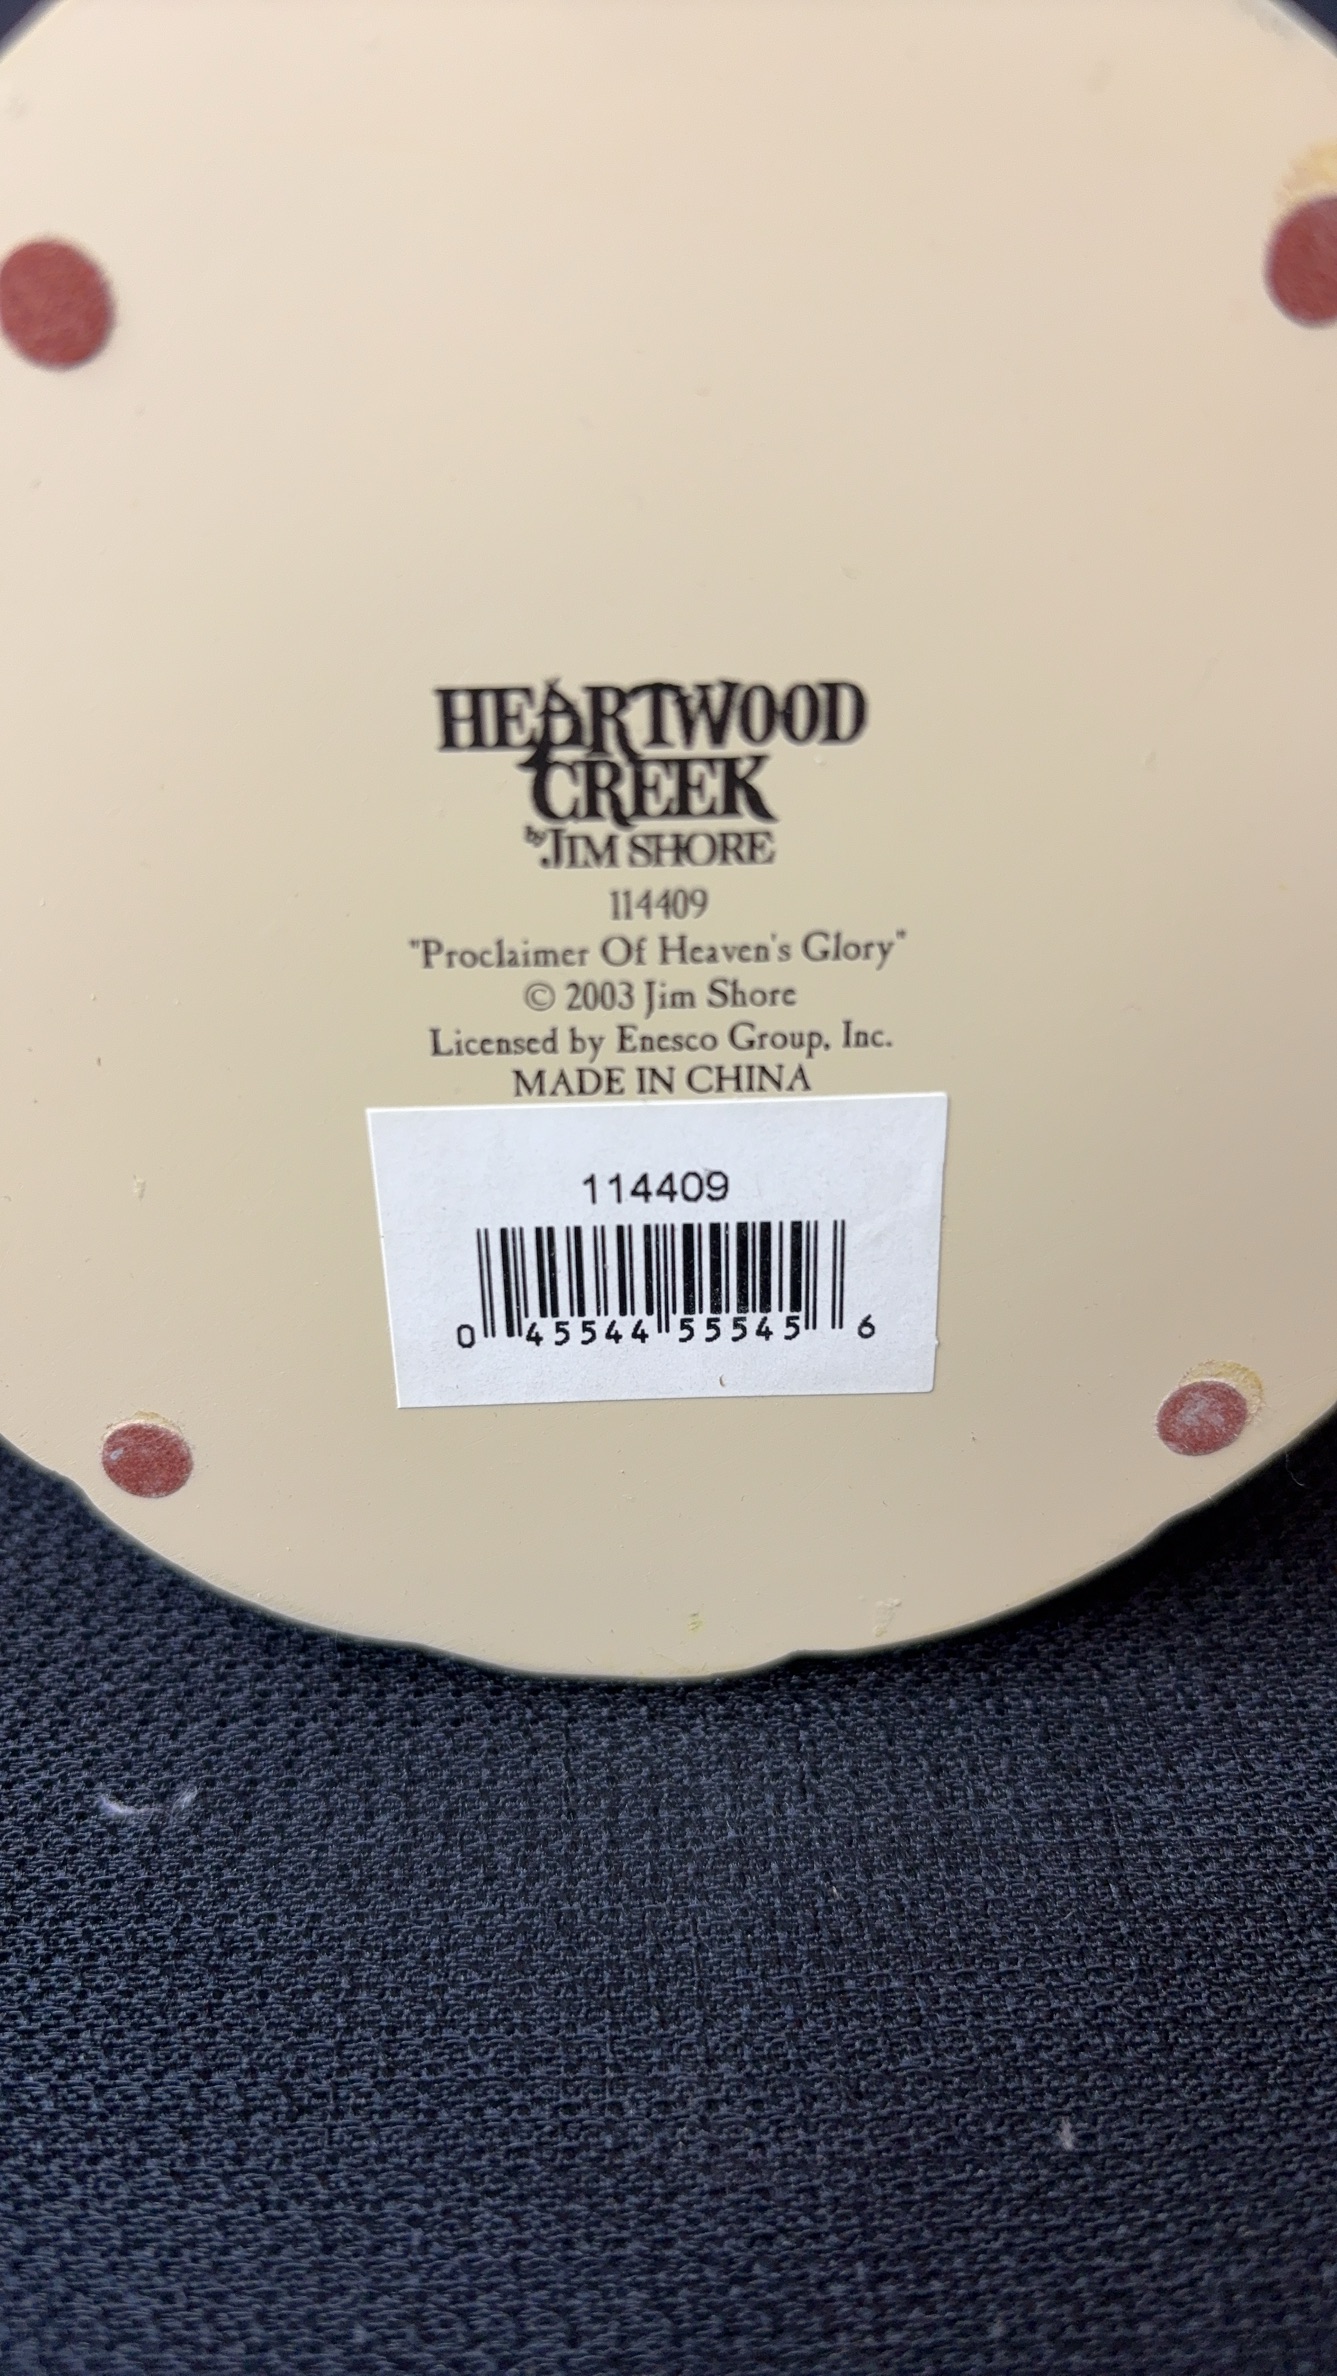 HEARTWOOD
CREEK
by JIM SHORE
114409
"Proclaimer Of Heaven's Glory"
© 2003 Jim Shore
Licensed by Enesco Group, Inc.
MADE IN CHINA
114409
0 45544 55545 6